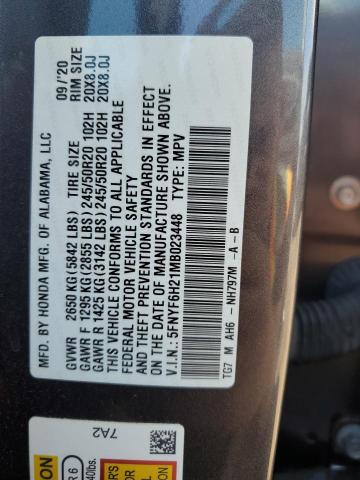 MFD. BY HONDA MFG. OF ALABAMA, LLC 09/'20
GVWR 2650 KG(5842 LBS) TIRE SIZE RIM SIZE
GAWR F 1295 KG(2855 LBS) 245/50R20 102H 20X8.0J
GAWR R 1425 KG(3142 LBS) 245/50R20 102H 20X8.0J
THIS VEHICLE CONFORMS TO ALL APPLICABLE
FEDERAL MOTOR VEHICLE SAFETY
AND THEFT PREVENTION STANDARDS IN EFFECT
ON THE DATE OF MANUFACTURE SHOWN ABOVE.
V.I.N.: 5FNYF6H21MB023448 TYPE: MPV
TG7 M AH6 -NH797M -A-B
7A2